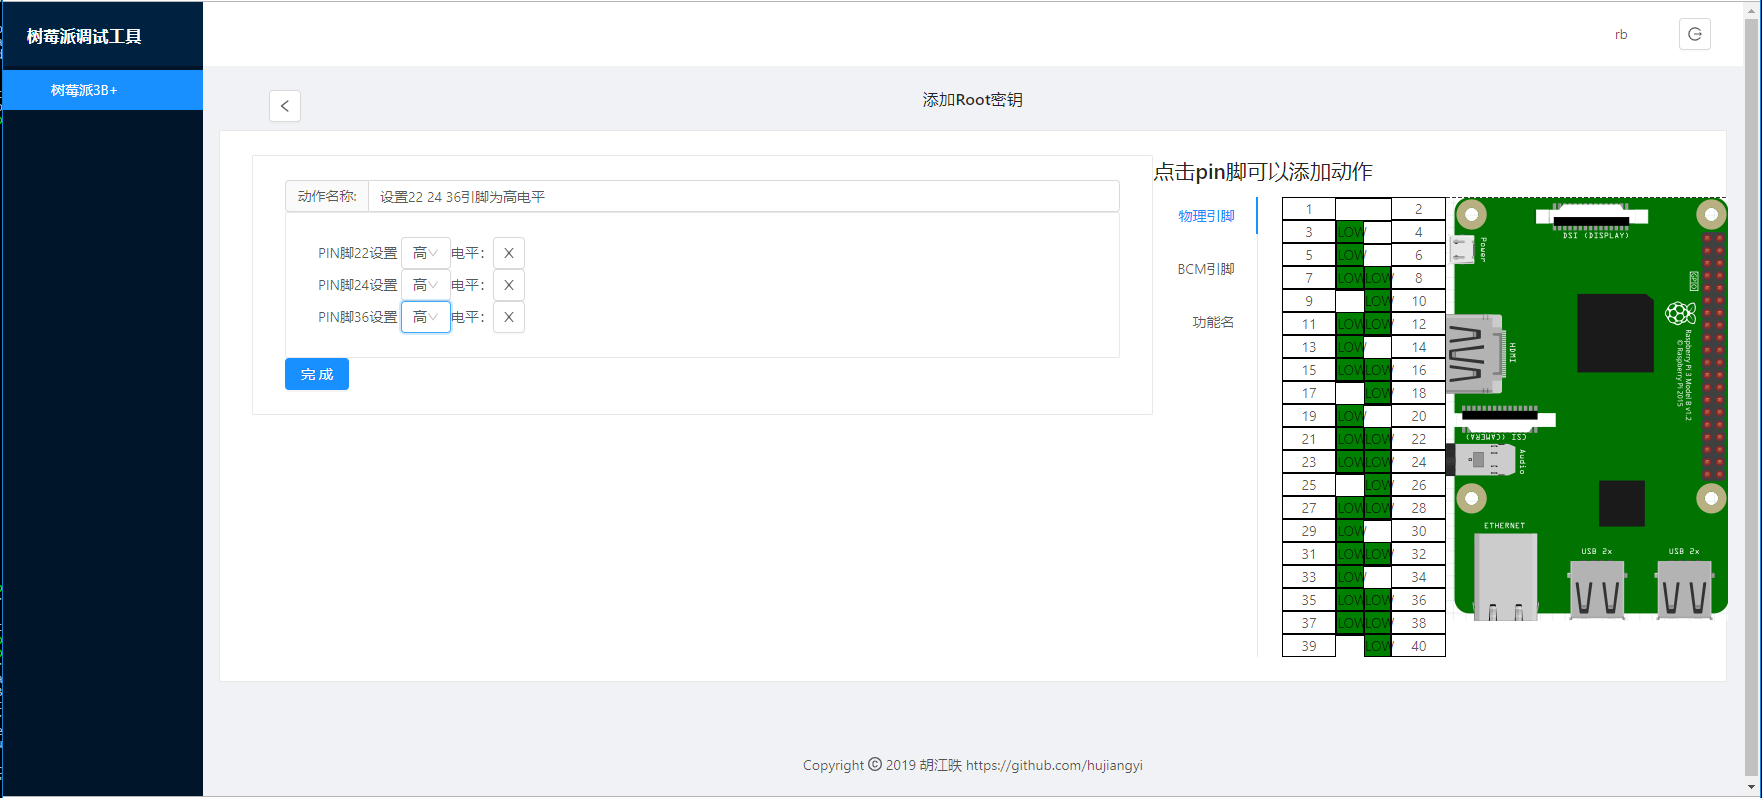 树莓派调试工具
rb
树莓派3B+
添加Root密钥
动作名称: 设置22 24 36引脚为高电平
PIN脚22设置 高 电平: X
PIN脚24设置 高 电平: X
PIN脚36设置 高 电平: X
完 成
点击pin脚可以添加动作
物理引脚
BCM引脚
功能名
1 2
3 LOW 4
5 LOW 6
7 LOW LOW 8
9 LOW 10
11 LOW LOW 12
13 LOW 14
15 LOW LOW 16
17 LOW 18
19 LOW 20
21 LOW LOW 22
23 LOW LOW 24
25 LOW 26
27 LOW LOW 28
29 LOW 30
31 LOW LOW 32
33 LOW 34
35 LOW LOW 36
37 LOW LOW 38
39 LOW 40
DSI (DISPLAY)
Power
GPIO
HDMI
Raspberry Pi 3 Model B v1.2
© Raspberry Pi 2015
CSI (CAMERA)
Audio
ETHERNET
USB 2x
USB 2x
Copyright © 2019 胡江昳 https://github.com/hujiangyi